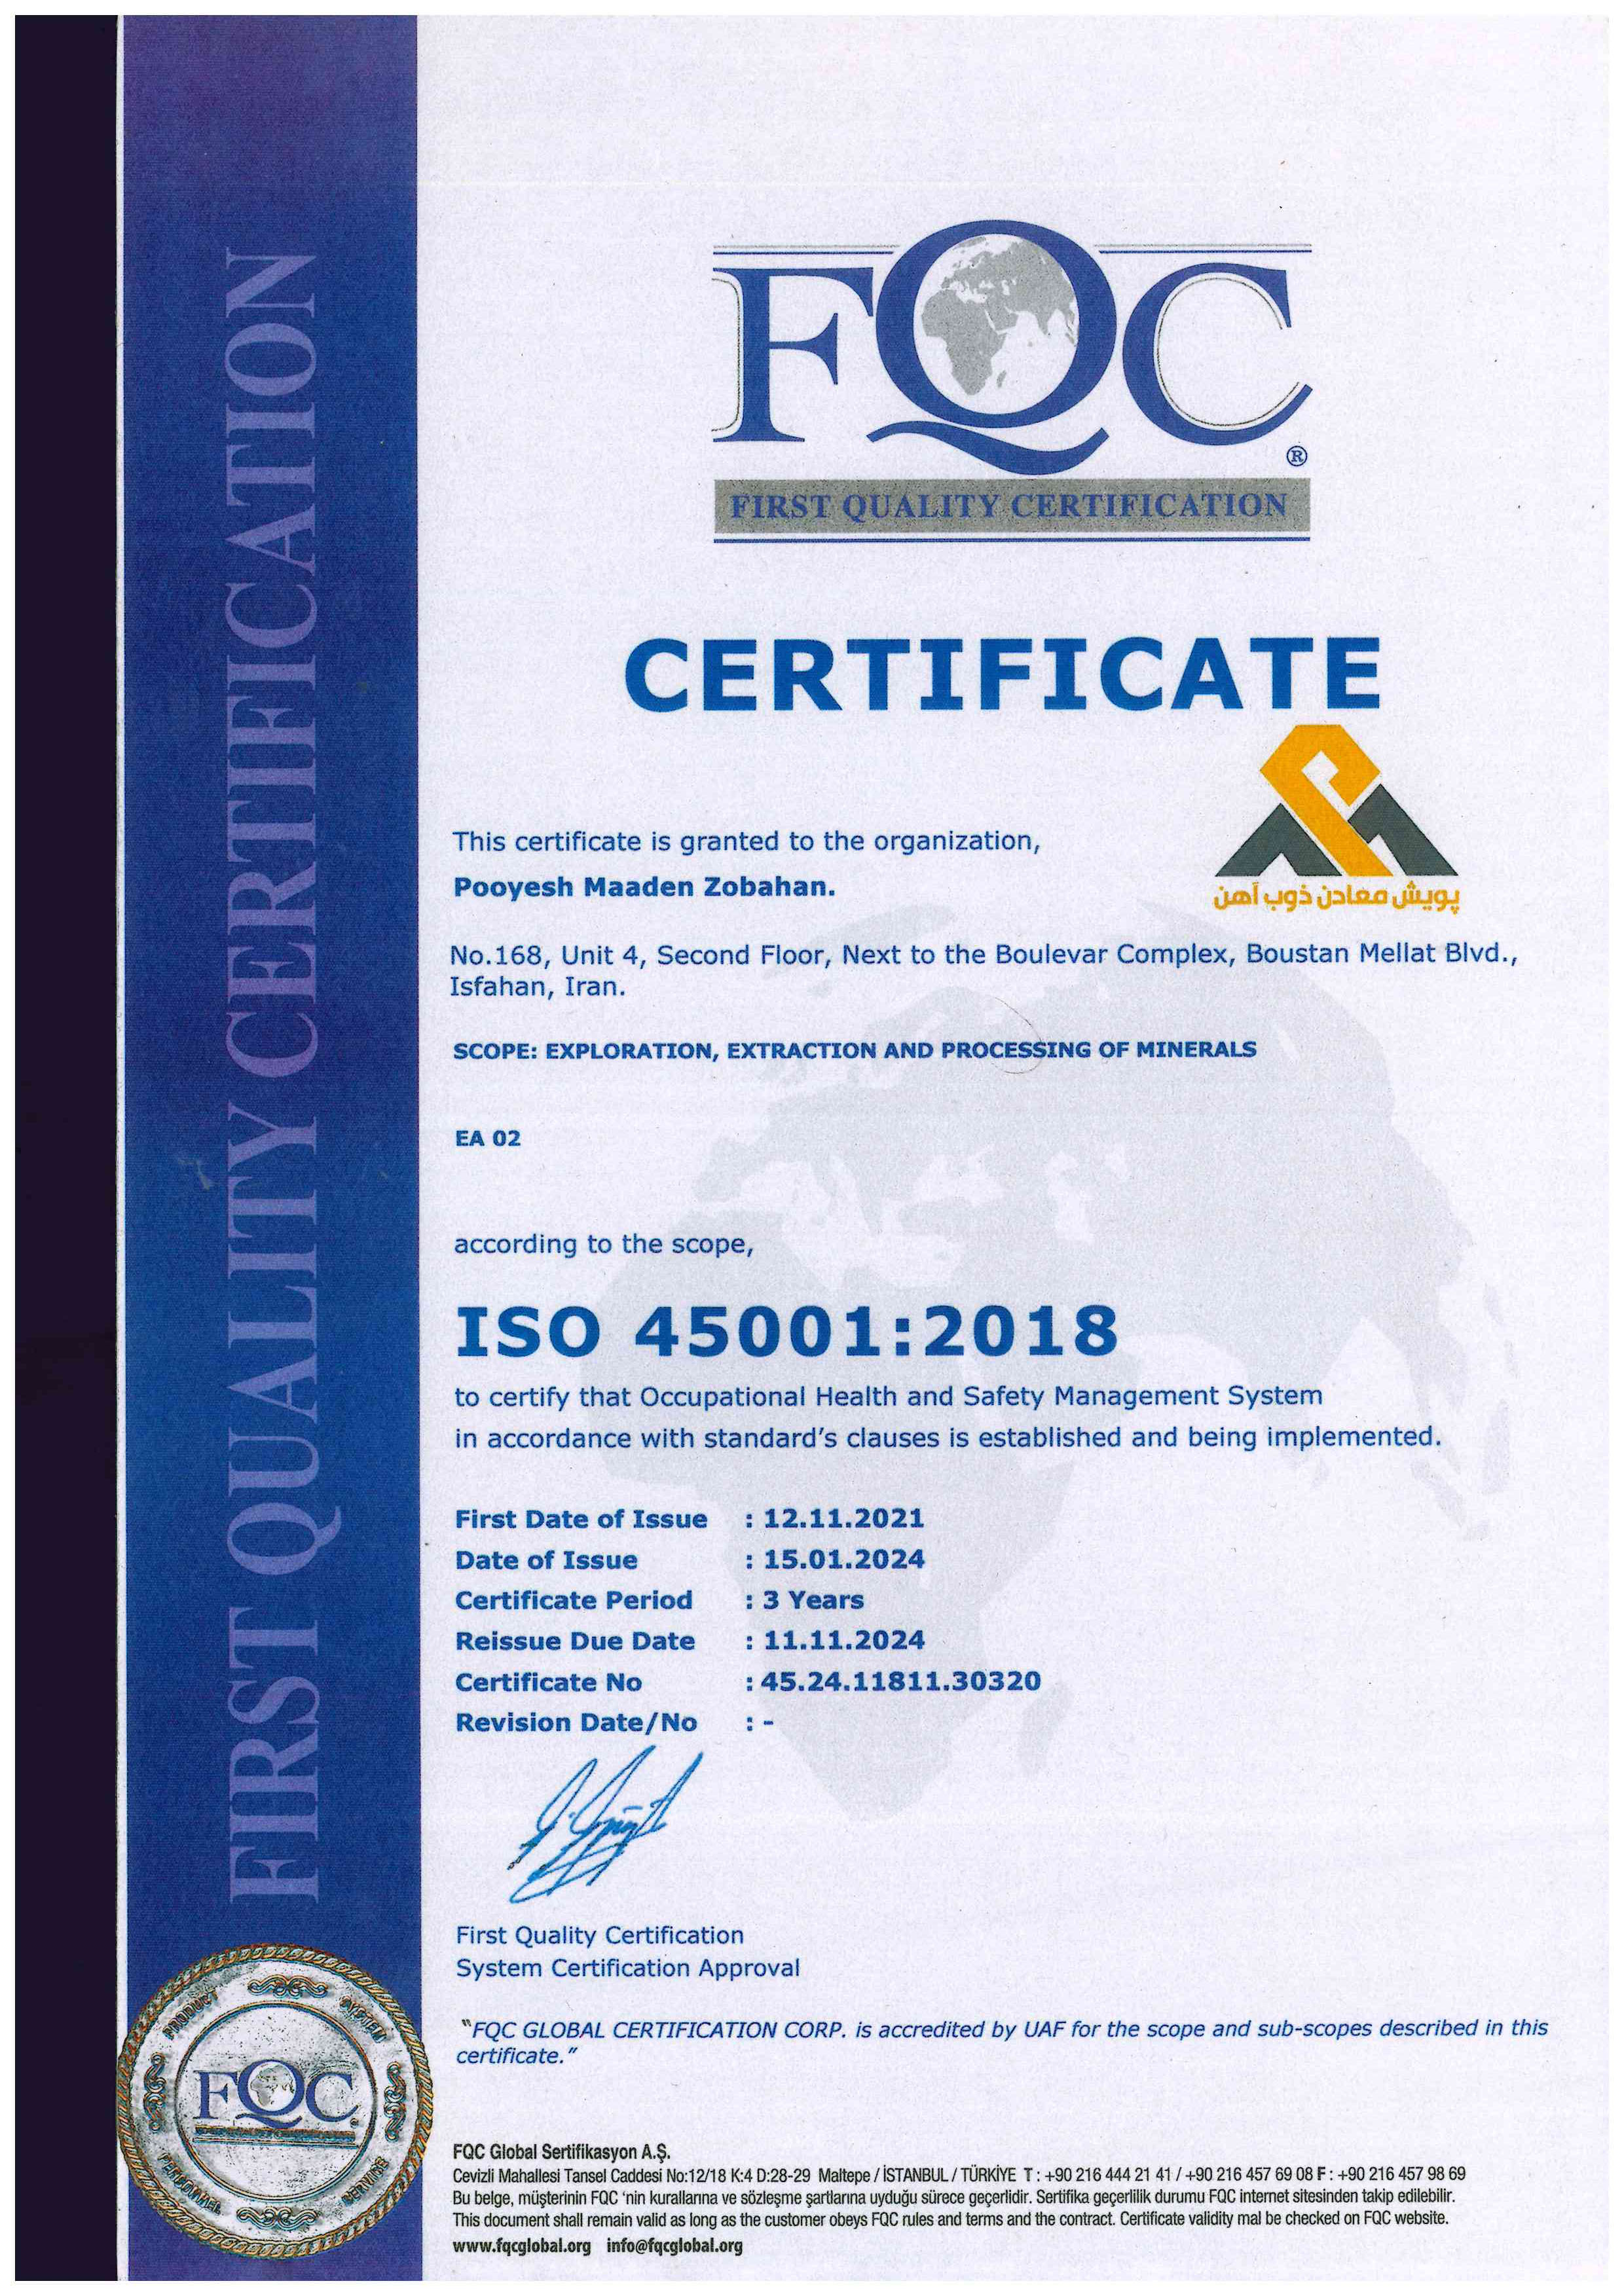 FIRST QUALITY CERTIFICATION
FQC
®
FIRST QUALITY CERTIFICATION
CERTIFICATE
پویش معادن ذوب آهن
This certificate is granted to the organization,
Pooyesh Maaden Zobahan.
No.168, Unit 4, Second Floor, Next to the Boulevar Complex, Boustan Mellat Blvd.,
Isfahan, Iran.
SCOPE: EXPLORATION, EXTRACTION AND PROCESSING OF MINERALS
EA 02
according to the scope,
ISO 45001:2018
to certify that Occupational Health and Safety Management System
in accordance with standard's clauses is established and being implemented.
First Date of Issue : 12.11.2021
Date of Issue : 15.01.2024
Certificate Period : 3 Years
Reissue Due Date : 11.11.2024
Certificate No : 45.24.11811.30320
Revision Date/No : -
First Quality Certification
System Certification Approval
"FQC GLOBAL CERTIFICATION CORP. is accredited by UAF for the scope and sub-scopes described in this
certificate."
PRODUCT SYSTEM
FQC
PERSONNEL SERVICE
FQC Global Sertifikasyon A.Ş.
Cevizli Mahallesi Tansel Caddesi No:12/18 K:4 D:28-29 Maltepe / İSTANBUL / TÜRKİYE T : +90 216 444 21 41 / +90 216 457 69 08 F : +90 216 457 98 69
Bu belge, müşterinin FQC 'nin kurallarına ve sözleşme şartlarına uyduğu sürece geçerlidir. Sertifika geçerlilik durumu FQC internet sitesinden takip edilebilir.
This document shall remain valid as long as the customer obeys FQC rules and terms and the contract. Certificate validity mal be checked on FQC website.
www.fqcglobal.org info@fqcglobal.org